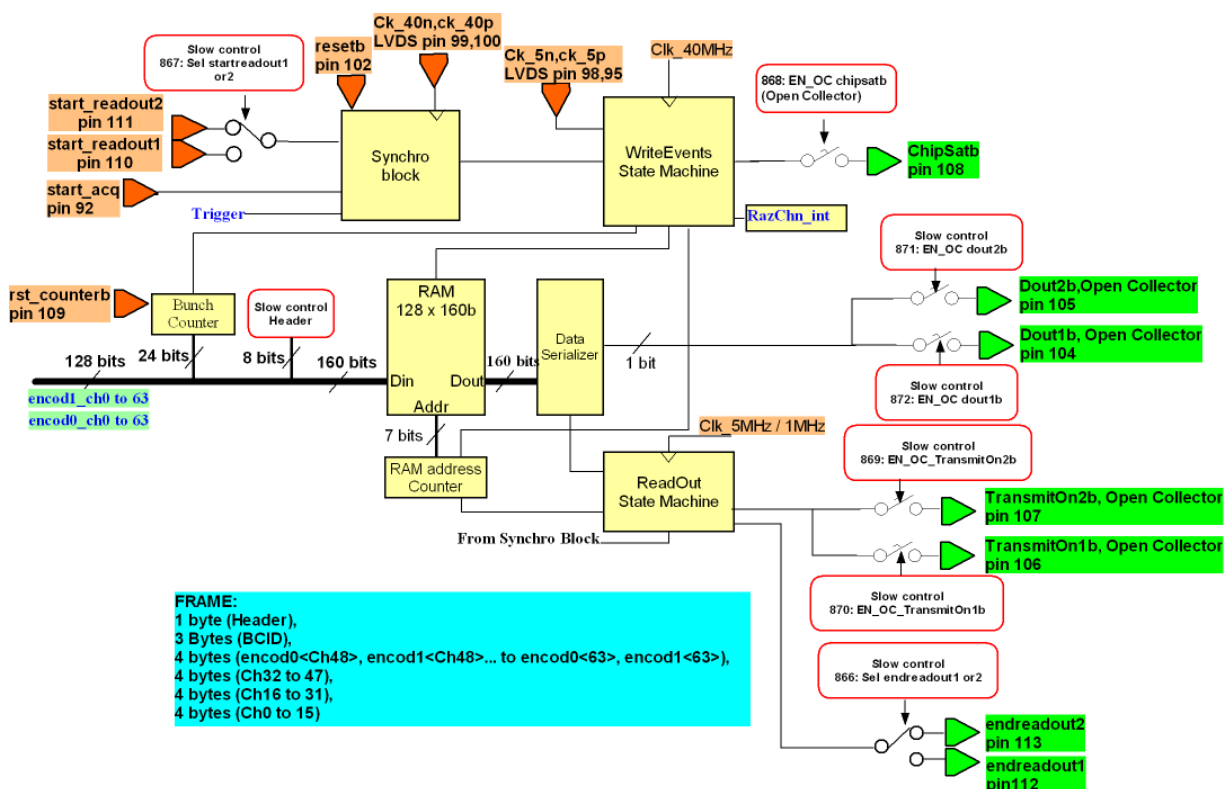 Slow control
867: Sel startreadout1
or2
resetb
pin 102
Ck_40n,ck_40p
LVDS pin 99,100
Ck_5n,ck_5p
LVDS pin 98,95
Clk_40MHz
868: EN_OC chipsatb
(Open Collector)
start_readout2
pin 111
start_readout1
pin 110
start_acq
pin 92
Trigger
Synchro
block
WriteEvents
State Machine
ChipSatb
pin 108
RazChn_int
Slow control
871: EN_OC dout2b
rst_counterb
pin 109
Bunch
Counter
Slow control
Header
RAM
128 x 160b
Data
Serializer
Dout2b,Open Collector
pin 105
Dout1b, Open Collector
pin 104
128 bits
24 bits
8 bits
160 bits
160 bits
1 bit
Din
Dout
Addr
encod1_ch0 to 63
encod0_ch0 to 63
Slow control
872: EN_OC dout1b
7 bits
Clk_5MHz / 1MHz
RAM address
Counter
ReadOut
State Machine
Slow control
869: EN_OC_TransmitOn2b
TransmitOn2b, Open Collector
pin 107
From Synchro Block
TransmitOn1b, Open Collector
pin 106
Slow control
870: EN_OC_TransmitOn1b
FRAME:
1 byte (Header),
3 Bytes (BCID),
4 bytes (encod0<Ch48>, encod1<Ch48>... to encod0<63>, encod1<63>),
4 bytes (Ch32 to 47),
4 bytes (Ch16 to 31),
4 bytes (Ch0 to 15)
Slow control
866: Sel endreadout1 or2
endreadout2
pin 113
endreadout1
pin112